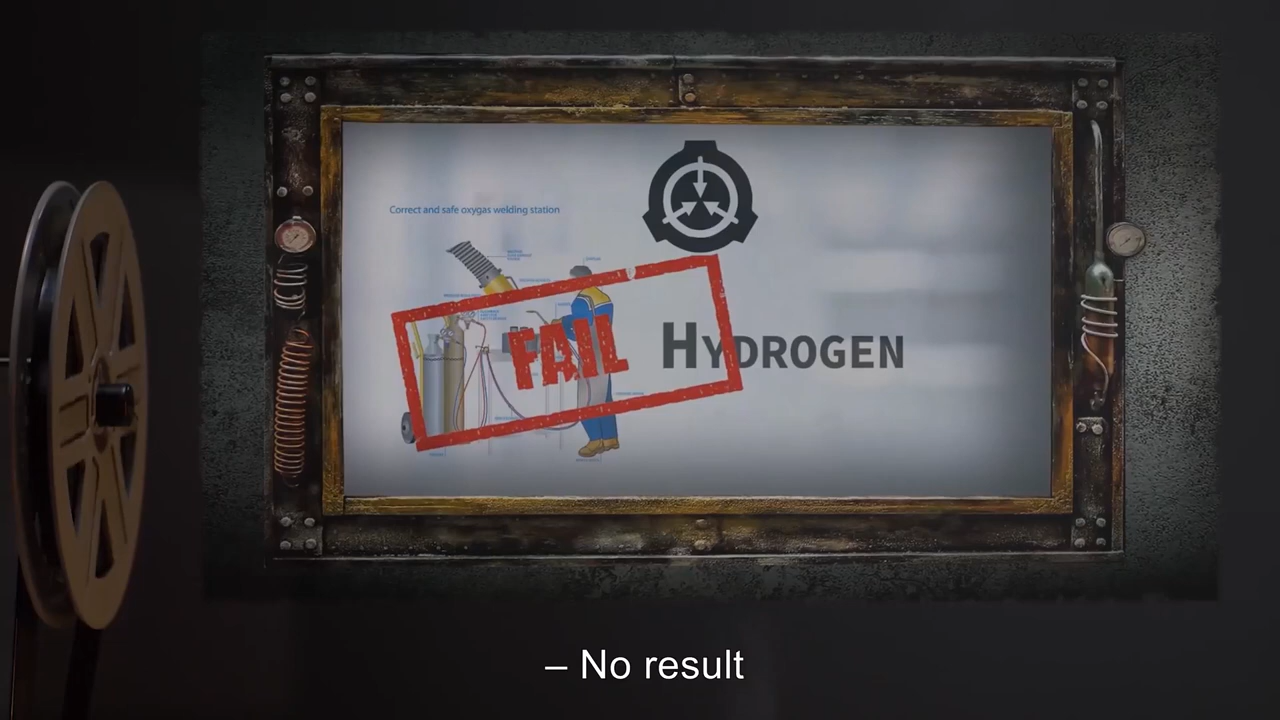 Correct and safe oxygas welding station
FAIL
HYDROGEN
– No result